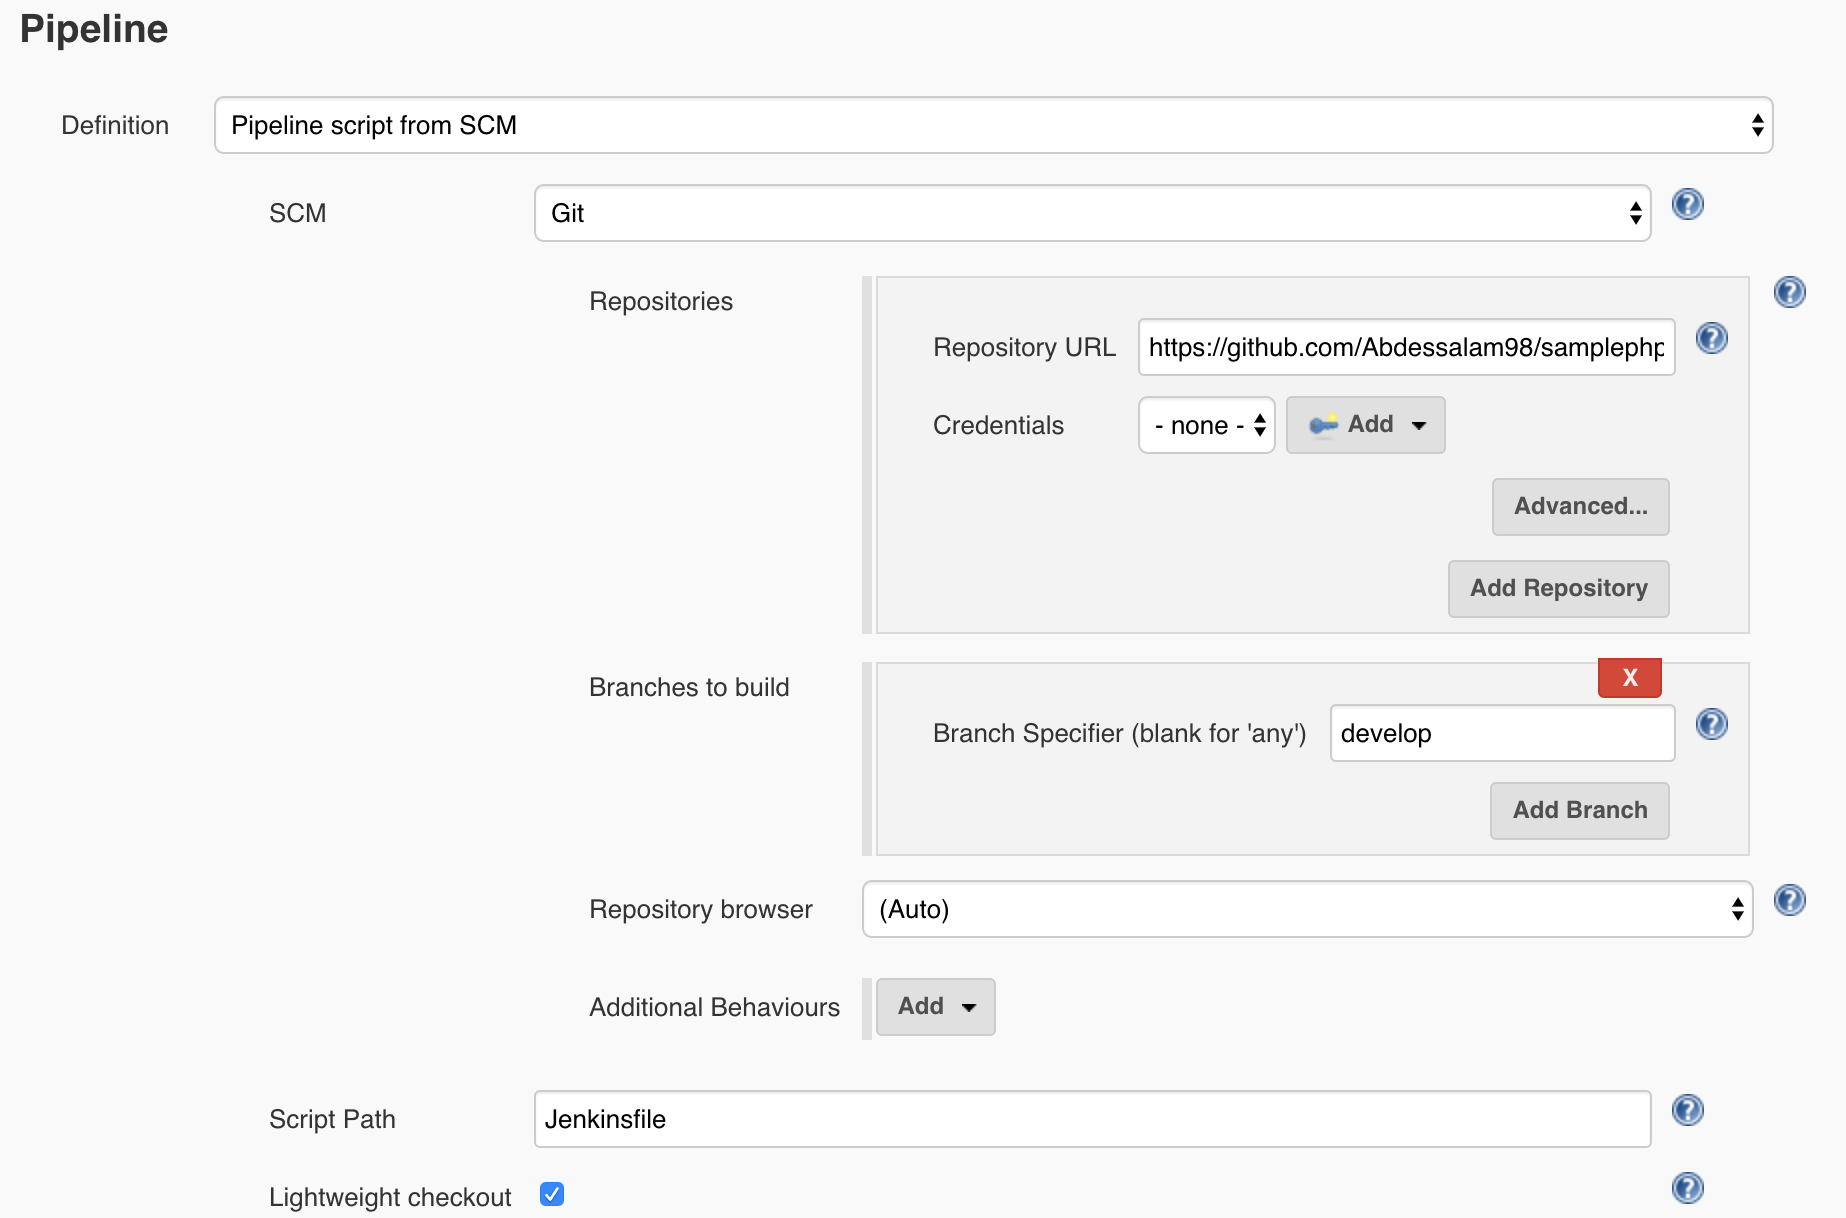 Pipeline
Definition Pipeline script from SCM
SCM Git ?
Repositories ?
Repository URL https://github.com/Abdessalam98/samplephp ?
Credentials - none - Add
Advanced...
Add Repository
Branches to build X
Branch Specifier (blank for 'any') develop ?
Add Branch
Repository browser (Auto) ?
Additional Behaviours Add
Script Path Jenkinsfile ?
Lightweight checkout ?